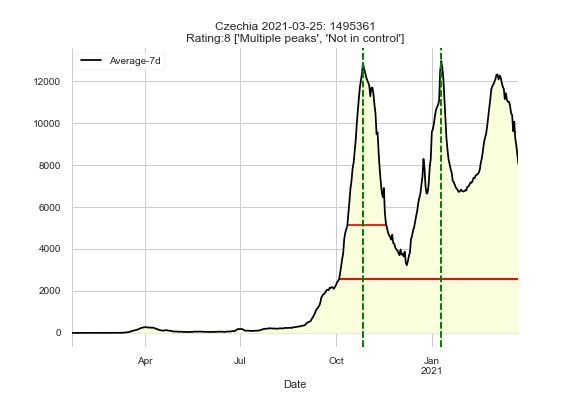 Czechia 2021-03-25: 1495361
Rating:8 ['Multiple peaks', 'Not in control']
Average-7d
12000
10000
8000
6000
4000
2000
0
Apr
Jul
Oct
Jan
2021
Date